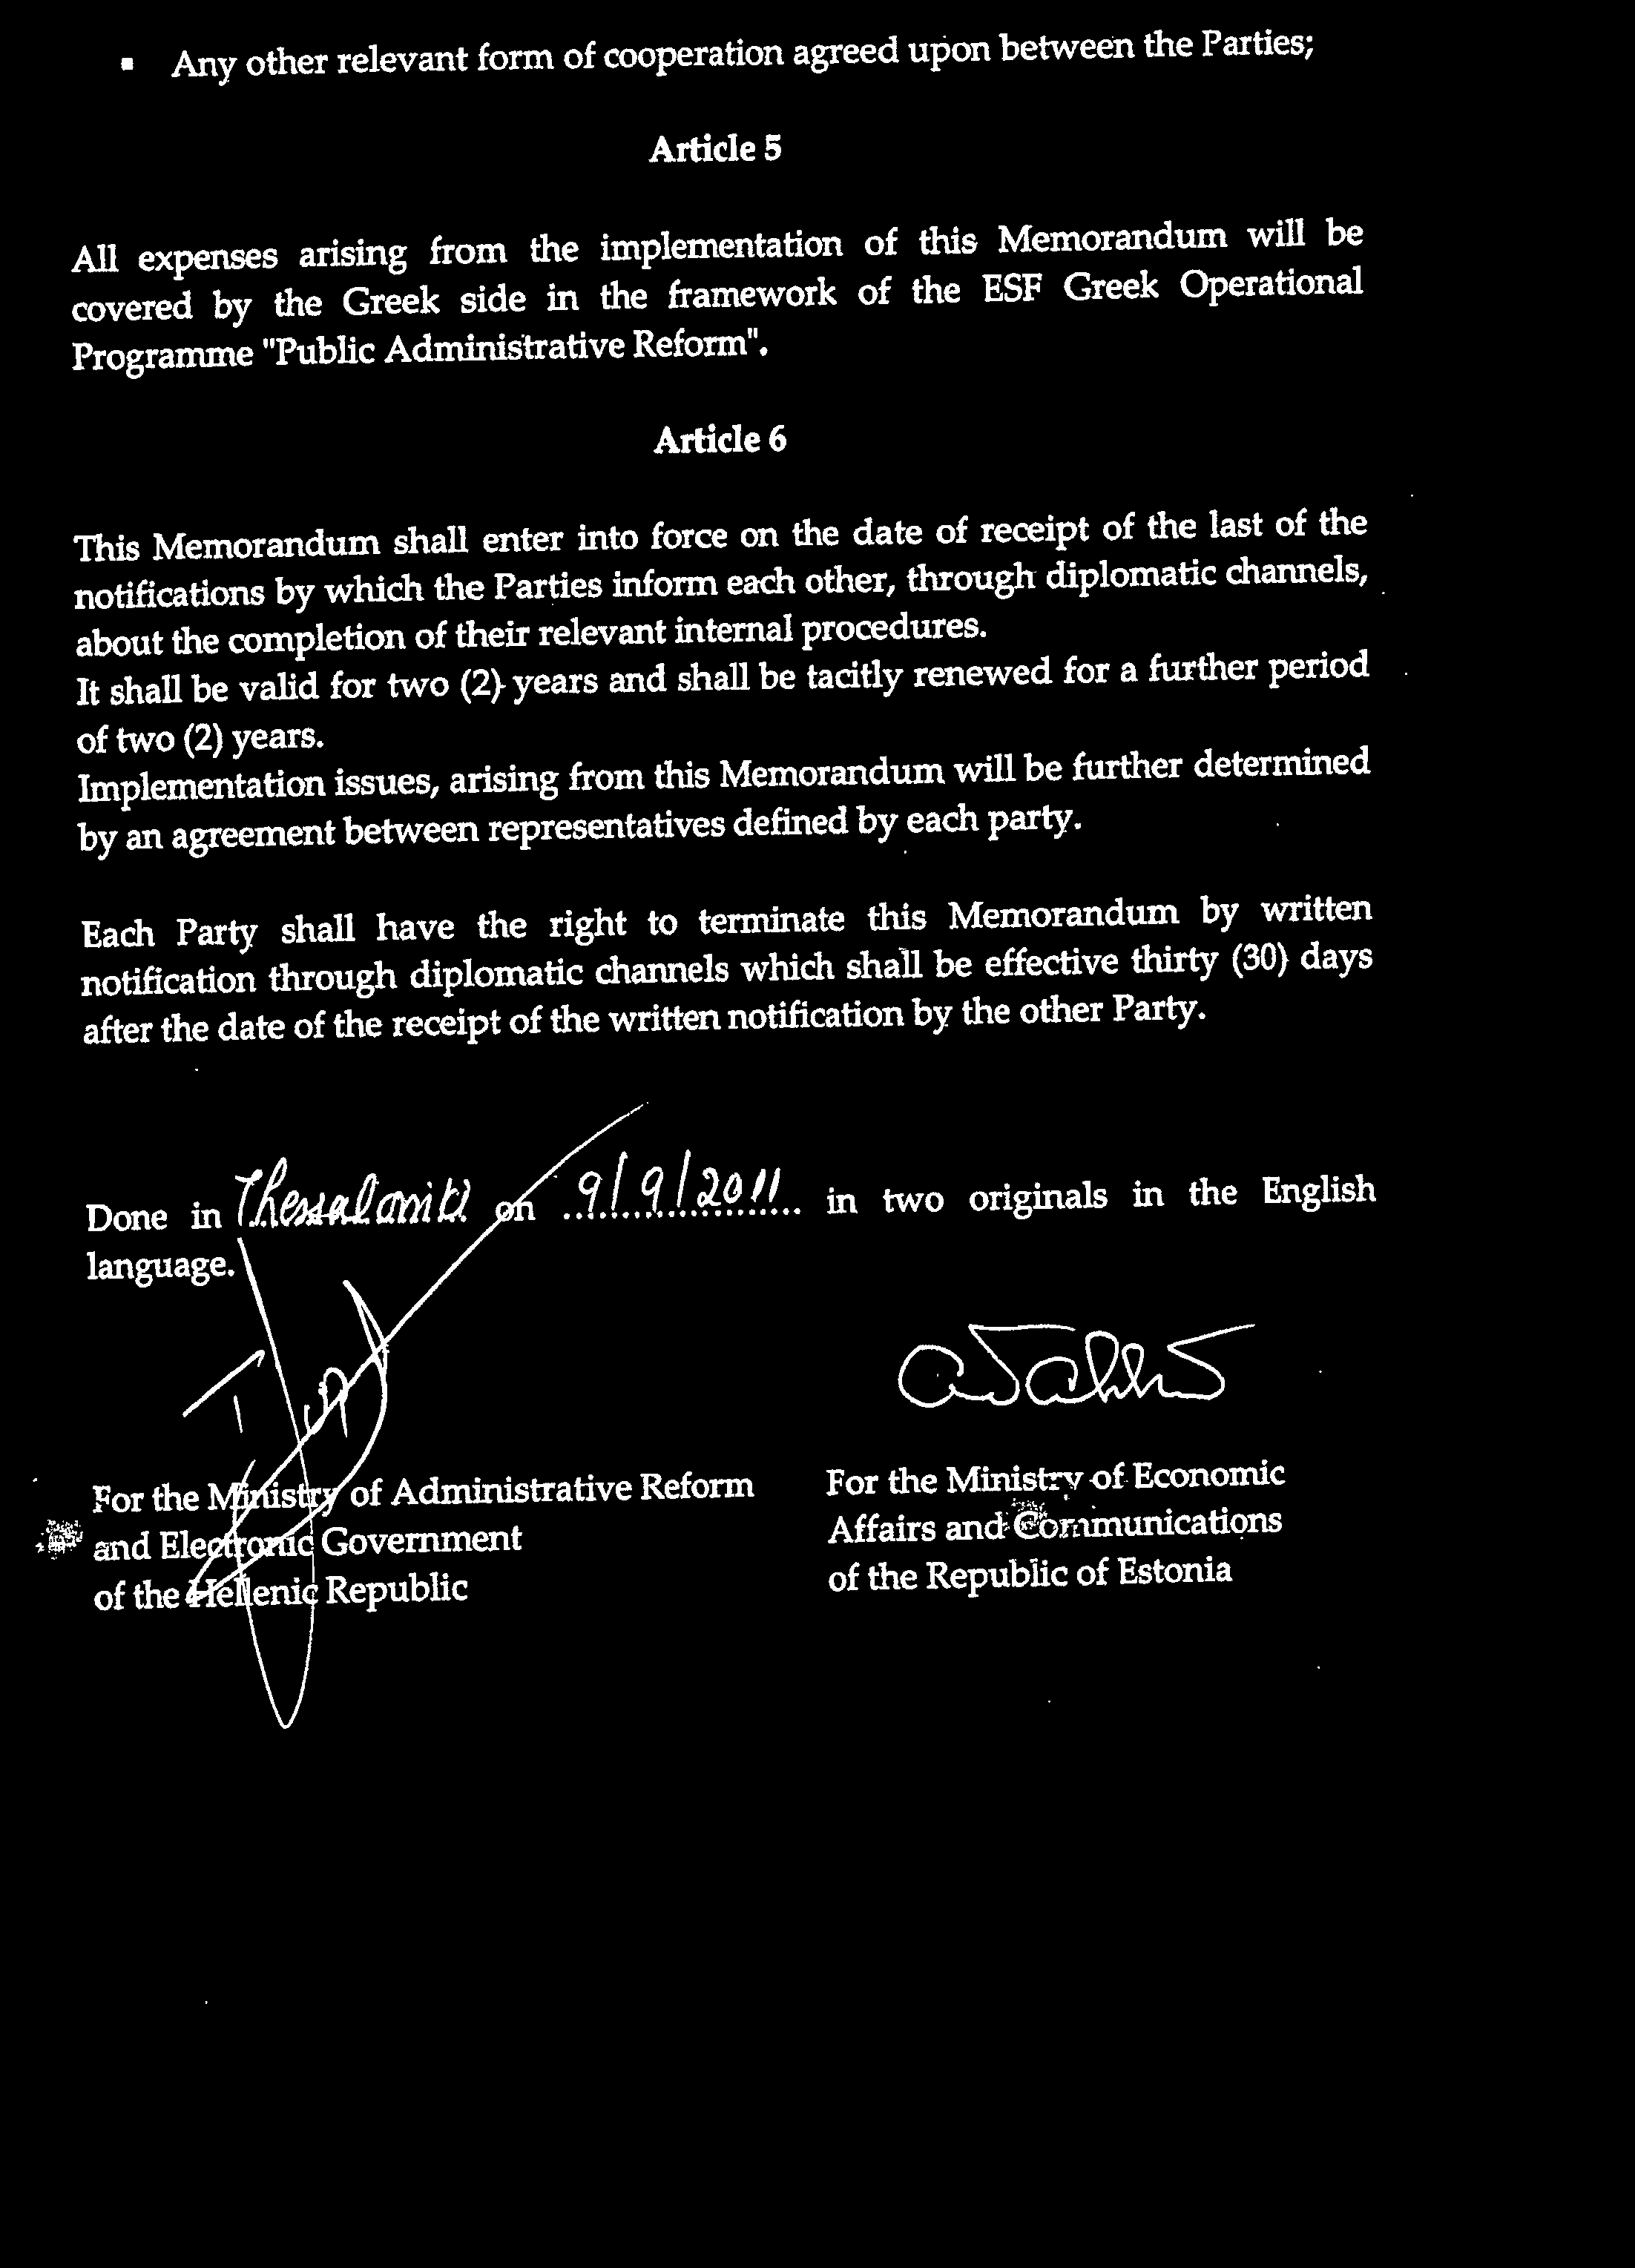 ▪ Any other relevant form of cooperation agreed upon between the Parties;
Article 5
All expenses arising from the implementation of this Memorandum will be
covered by the Greek side in the framework of the ESF Greek Operational
Programme "Public Administrative Reform".
Article 6
This Memorandum shall enter into force on the date of receipt of the last of the
notifications by which the Parties inform each other, through diplomatic channels,
about the completion of their relevant internal procedures.
It shall be valid for two (2) years and shall be tacitly renewed for a further period
of two (2) years.
Implementation issues, arising from this Memorandum will be further determined
by an agreement between representatives defined by each party.
Each Party shall have the right to terminate this Memorandum by written
notification through diplomatic channels which shall be effective thirty (30) days
after the date of the receipt of the written notification by the other Party.
Done in Thessaloniki on 9/9/2011 in two originals in the English
language.
For the Ministry of Administrative Reform
and Electronic Government
of the Hellenic Republic
For the Ministry of Economic
Affairs and Communications
of the Republic of Estonia